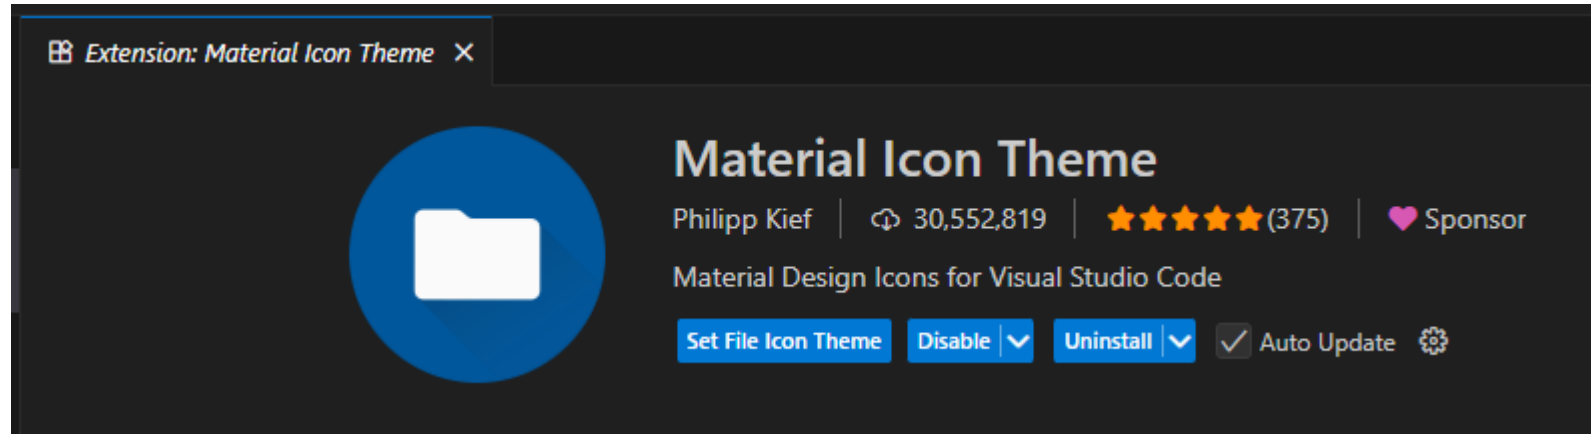 Extension: Material Icon Theme
Material Icon Theme
Philipp Kief 30,552,819 (375) Sponsor
Material Design Icons for Visual Studio Code
Set File Icon Theme Disable Uninstall Auto Update